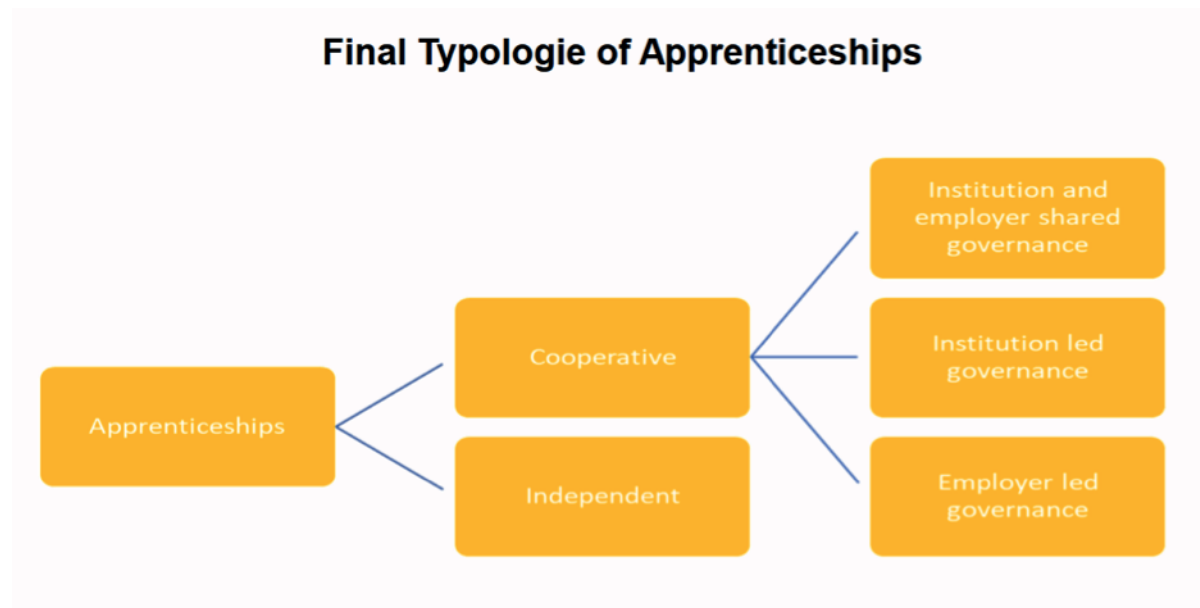 Final Typologie of Apprenticeships
Apprenticeships
Cooperative
Independent
Institution and
employer shared
governance
Institution led
governance
Employer led
governance